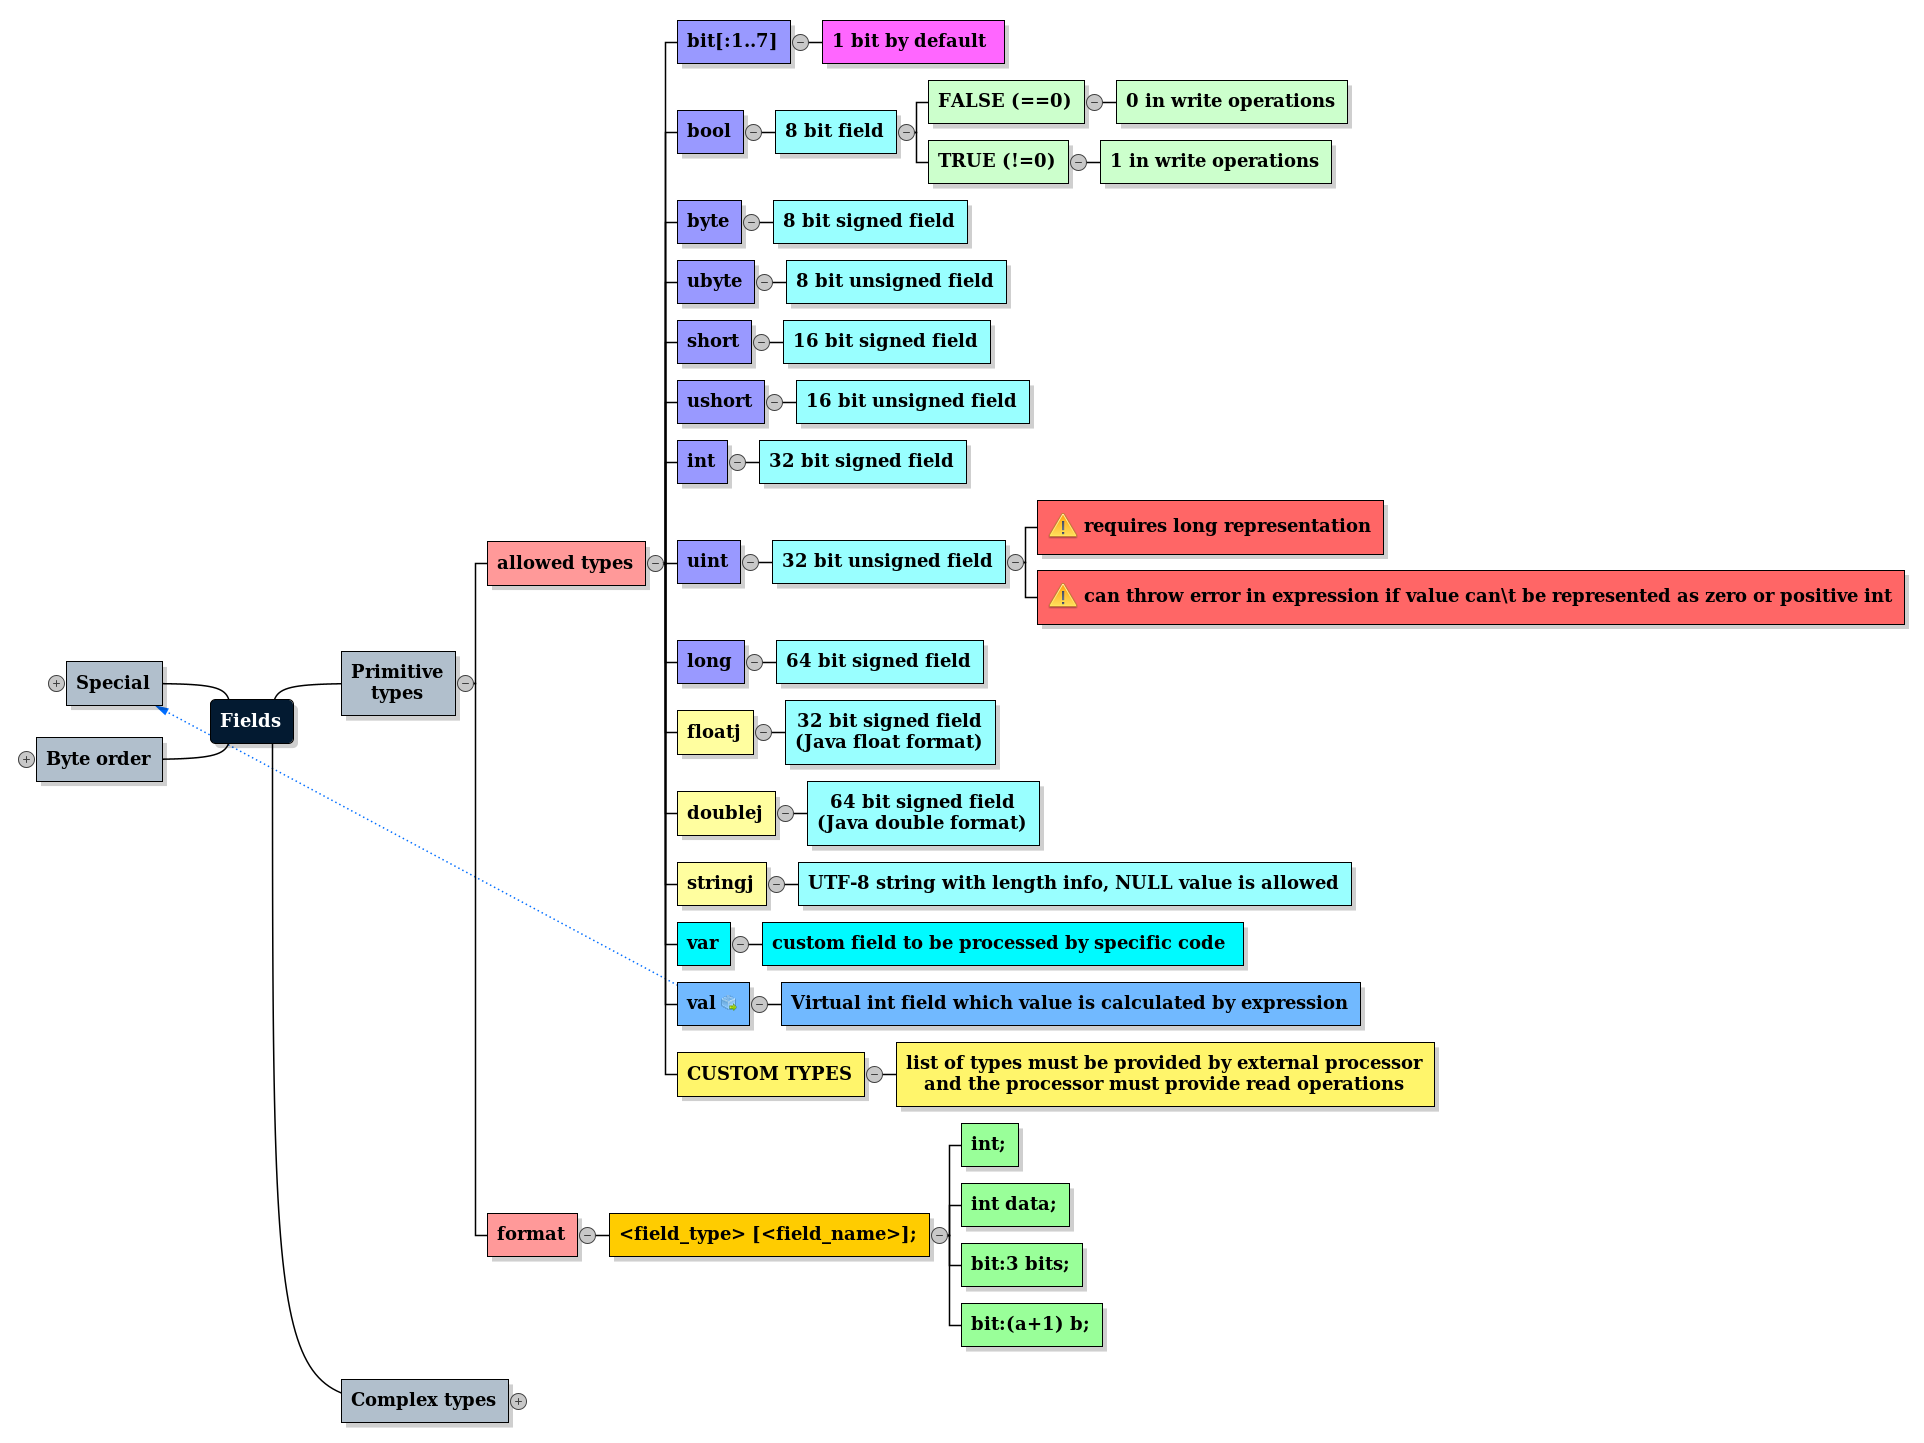 bit[:1..7]
1 bit by default
FALSE (==0)
0 in write operations
bool
8 bit field
TRUE (!=0)
1 in write operations
byte
8 bit signed field
ubyte
8 bit unsigned field
short
16 bit signed field
ushort
16 bit unsigned field
int
32 bit signed field
requires long representation
allowed types
uint
32 bit unsigned field
can throw error in expression if value can\t be represented as zero or positive int
long
64 bit signed field
Special
Primitive
types
Fields
floatj
32 bit signed field
(Java float format)
Byte order
doublej
64 bit signed field
(Java double format)
stringj
UTF-8 string with length info, NULL value is allowed
var
custom field to be processed by specific code
val
Virtual int field which value is calculated by expression
CUSTOM TYPES
list of types must be provided by external processor
and the processor must provide read operations
int;
int data;
format
<field_type> [<field_name>];
bit:3 bits;
bit:(a+1) b;
Complex types